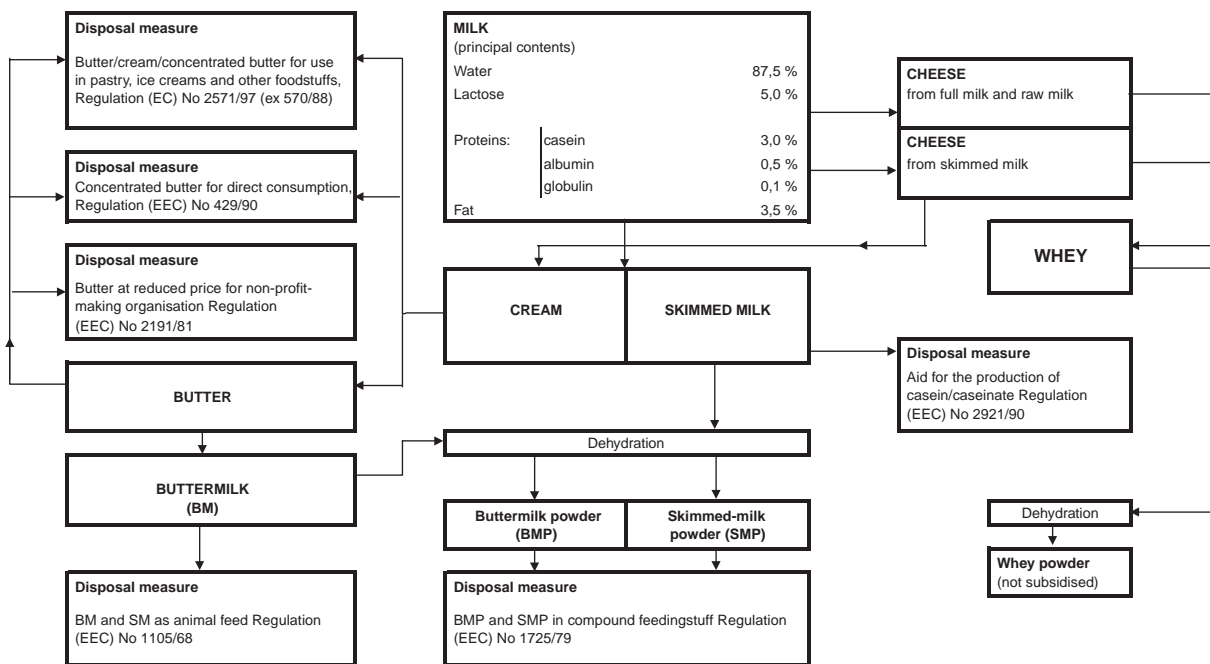 Disposal measure
Butter/cream/concentrated butter for use
in pastry, ice creams and other foodstuffs,
Regulation (EC) No 2571/97 (ex 570/88)
Disposal measure
Concentrated butter for direct consumption,
Regulation (EEC) No 429/90
Disposal measure
Butter at reduced price for non-profit-
making organisation Regulation
(EEC) No 2191/81
BUTTER
BUTTERMILK
(BM)
Disposal measure
BM and SM as animal feed Regulation
(EEC) No 1105/68
MILK
(principal contents)
Water 87,5 %
Lactose 5,0 %
Proteins: casein 3,0 %
albumin 0,5 %
globulin 0,1 %
Fat 3,5 %
CREAM
SKIMMED MILK
Dehydration
Buttermilk powder
(BMP)
Skimmed-milk
powder (SMP)
Disposal measure
BMP and SMP in compound feedingstuff Regulation
(EEC) No 1725/79
CHEESE
from full milk and raw milk
CHEESE
from skimmed milk
WHEY
Disposal measure
Aid for the production of
casein/caseinate Regulation
(EEC) No 2921/90
Dehydration
Whey powder
(not subsidised)